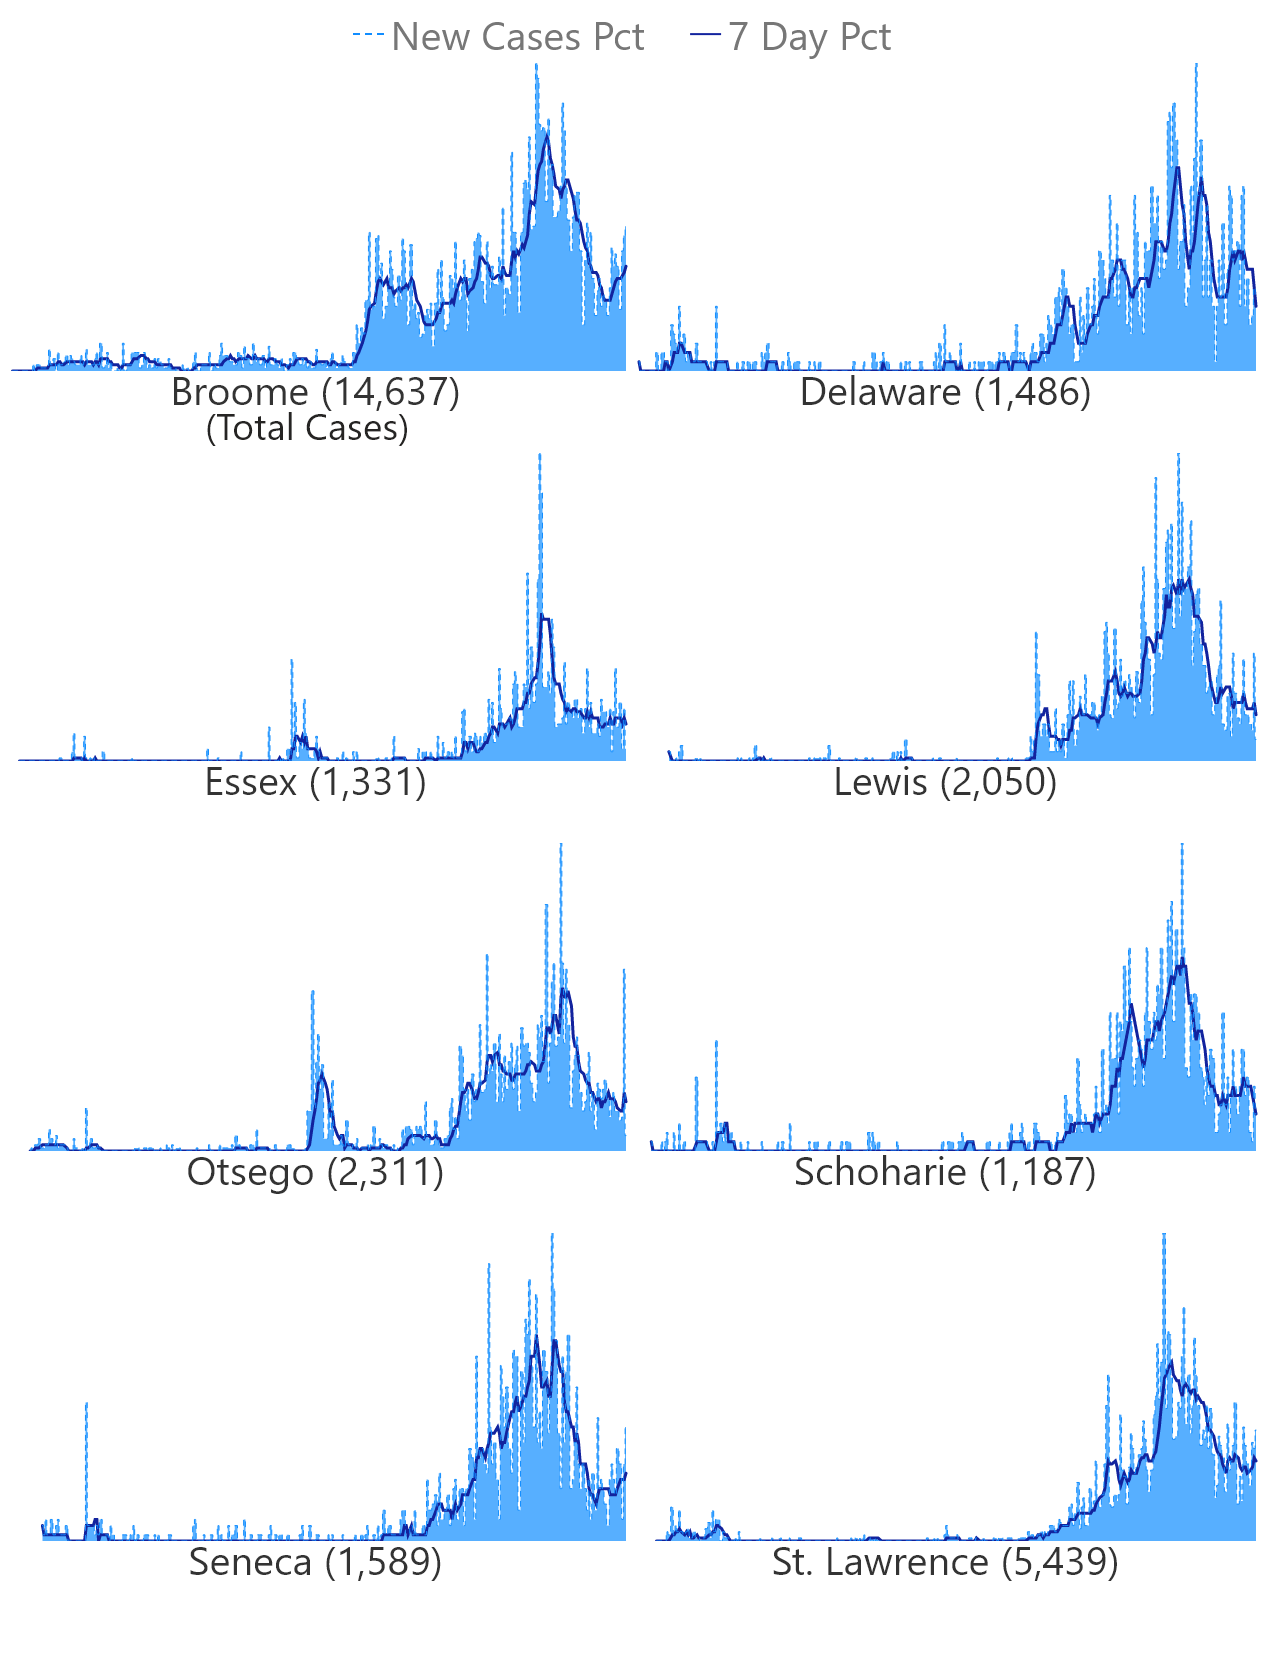 New Cases Pct 7 Day Pct
Broome (14,637) Delaware (1,486)
(Total Cases)
Essex (1,331) Lewis (2,050)
Otsego (2,311) Schoharie (1,187)
Seneca (1,589) St. Lawrence (5,439)